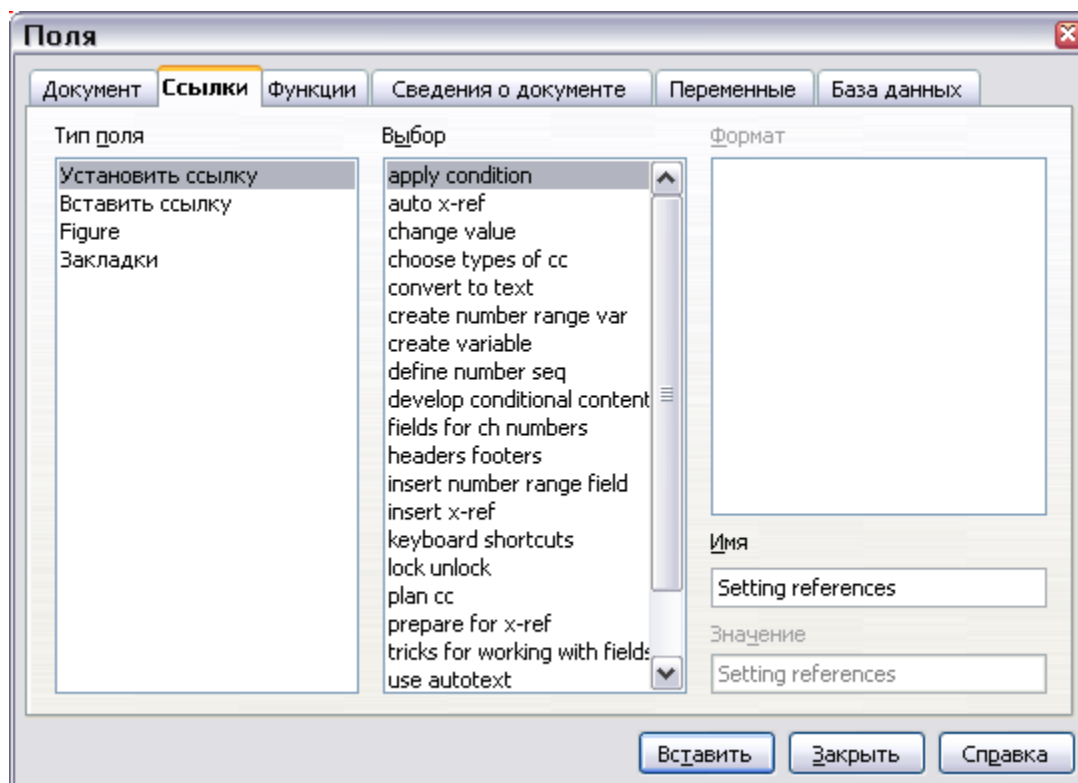 Поля
Документ Ссылки Функции Сведения о документе Переменные База данных
Тип поля
Установить ссылку
Вставить ссылку
Figure
Закладки
Выбор
apply condition
auto x-ref
change value
choose types of cc
convert to text
create number range var
create variable
define number seq
develop conditional content
fields for ch numbers
headers footers
insert number range field
insert x-ref
keyboard shortcuts
lock unlock
plan cc
prepare for x-ref
tricks for working with fields
use autotext
Формат
Имя
Setting references
Значение
Setting references
Вставить Закрыть Справка